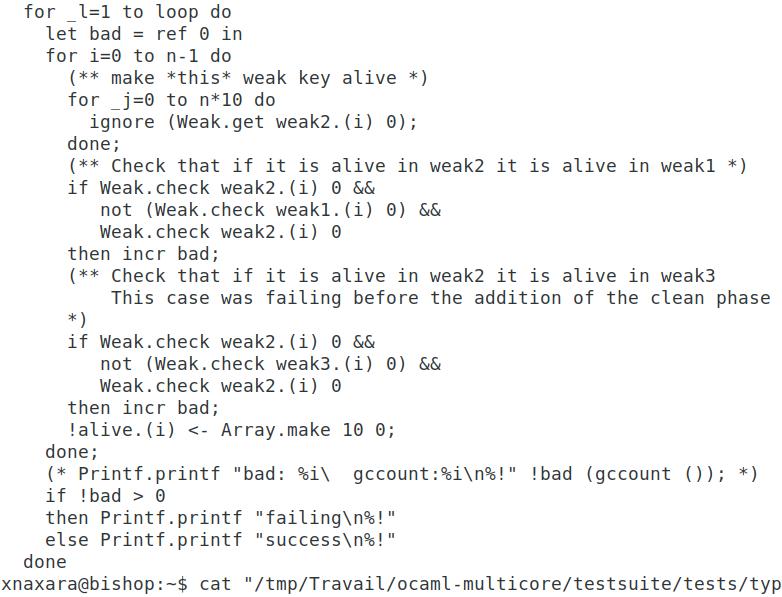 for _l=1 to loop do
let bad = ref 0 in
for i=0 to n-1 do
(** make *this* weak key alive *)
for _j=0 to n*10 do
ignore (Weak.get weak2.(i) 0);
done;
(** Check that if it is alive in weak2 it is alive in weak1 *)
if Weak.check weak2.(i) 0 &&
not (Weak.check weak1.(i) 0) &&
Weak.check weak2.(i) 0
then incr bad;
(** Check that if it is alive in weak2 it is alive in weak3
This case was failing before the addition of the clean phase
*)
if Weak.check weak2.(i) 0 &&
not (Weak.check weak3.(i) 0) &&
Weak.check weak2.(i) 0
then incr bad;
!alive.(i) <- Array.make 10 0;
done;
(* Printf.printf "bad: %i\  gccount:%i\n%!" !bad (gccount ()); *)
if !bad > 0
then Printf.printf "failing\n%!"
else Printf.printf "success\n%!"
done
xnaxara@bishop:~$ cat "/tmp/Travail/ocaml-multicore/testsuite/tests/typ